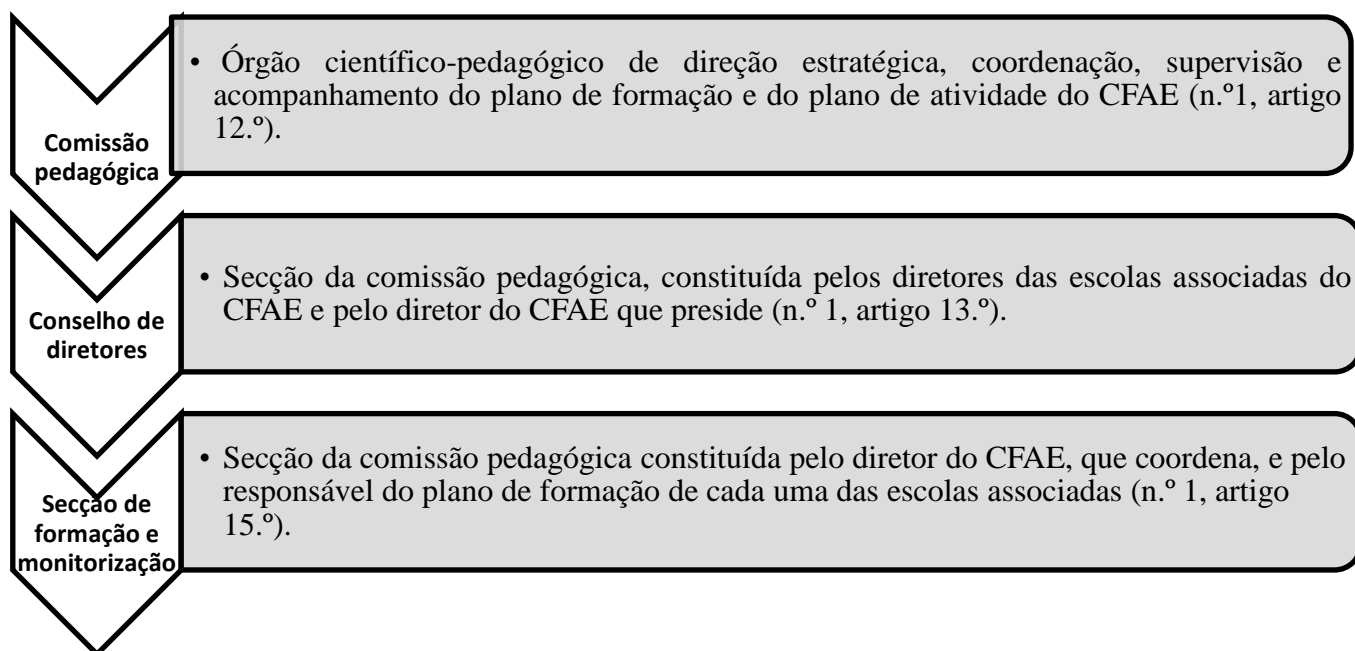 Comissão
pedagógica
• Órgão científico-pedagógico de direção estratégica, coordenação, supervisão e
acompanhamento do plano de formação e do plano de atividade do CFAE (n.º1, artigo
12.º).
Conselho de
diretores
• Secção da comissão pedagógica, constituída pelos diretores das escolas associadas do
CFAE e pelo diretor do CFAE que preside (n.º 1, artigo 13.º).
Secção de
formação e
monitorização
• Secção da comissão pedagógica constituída pelo diretor do CFAE, que coordena, e pelo
responsável do plano de formação de cada uma das escolas associadas (n.º 1, artigo
15.º).